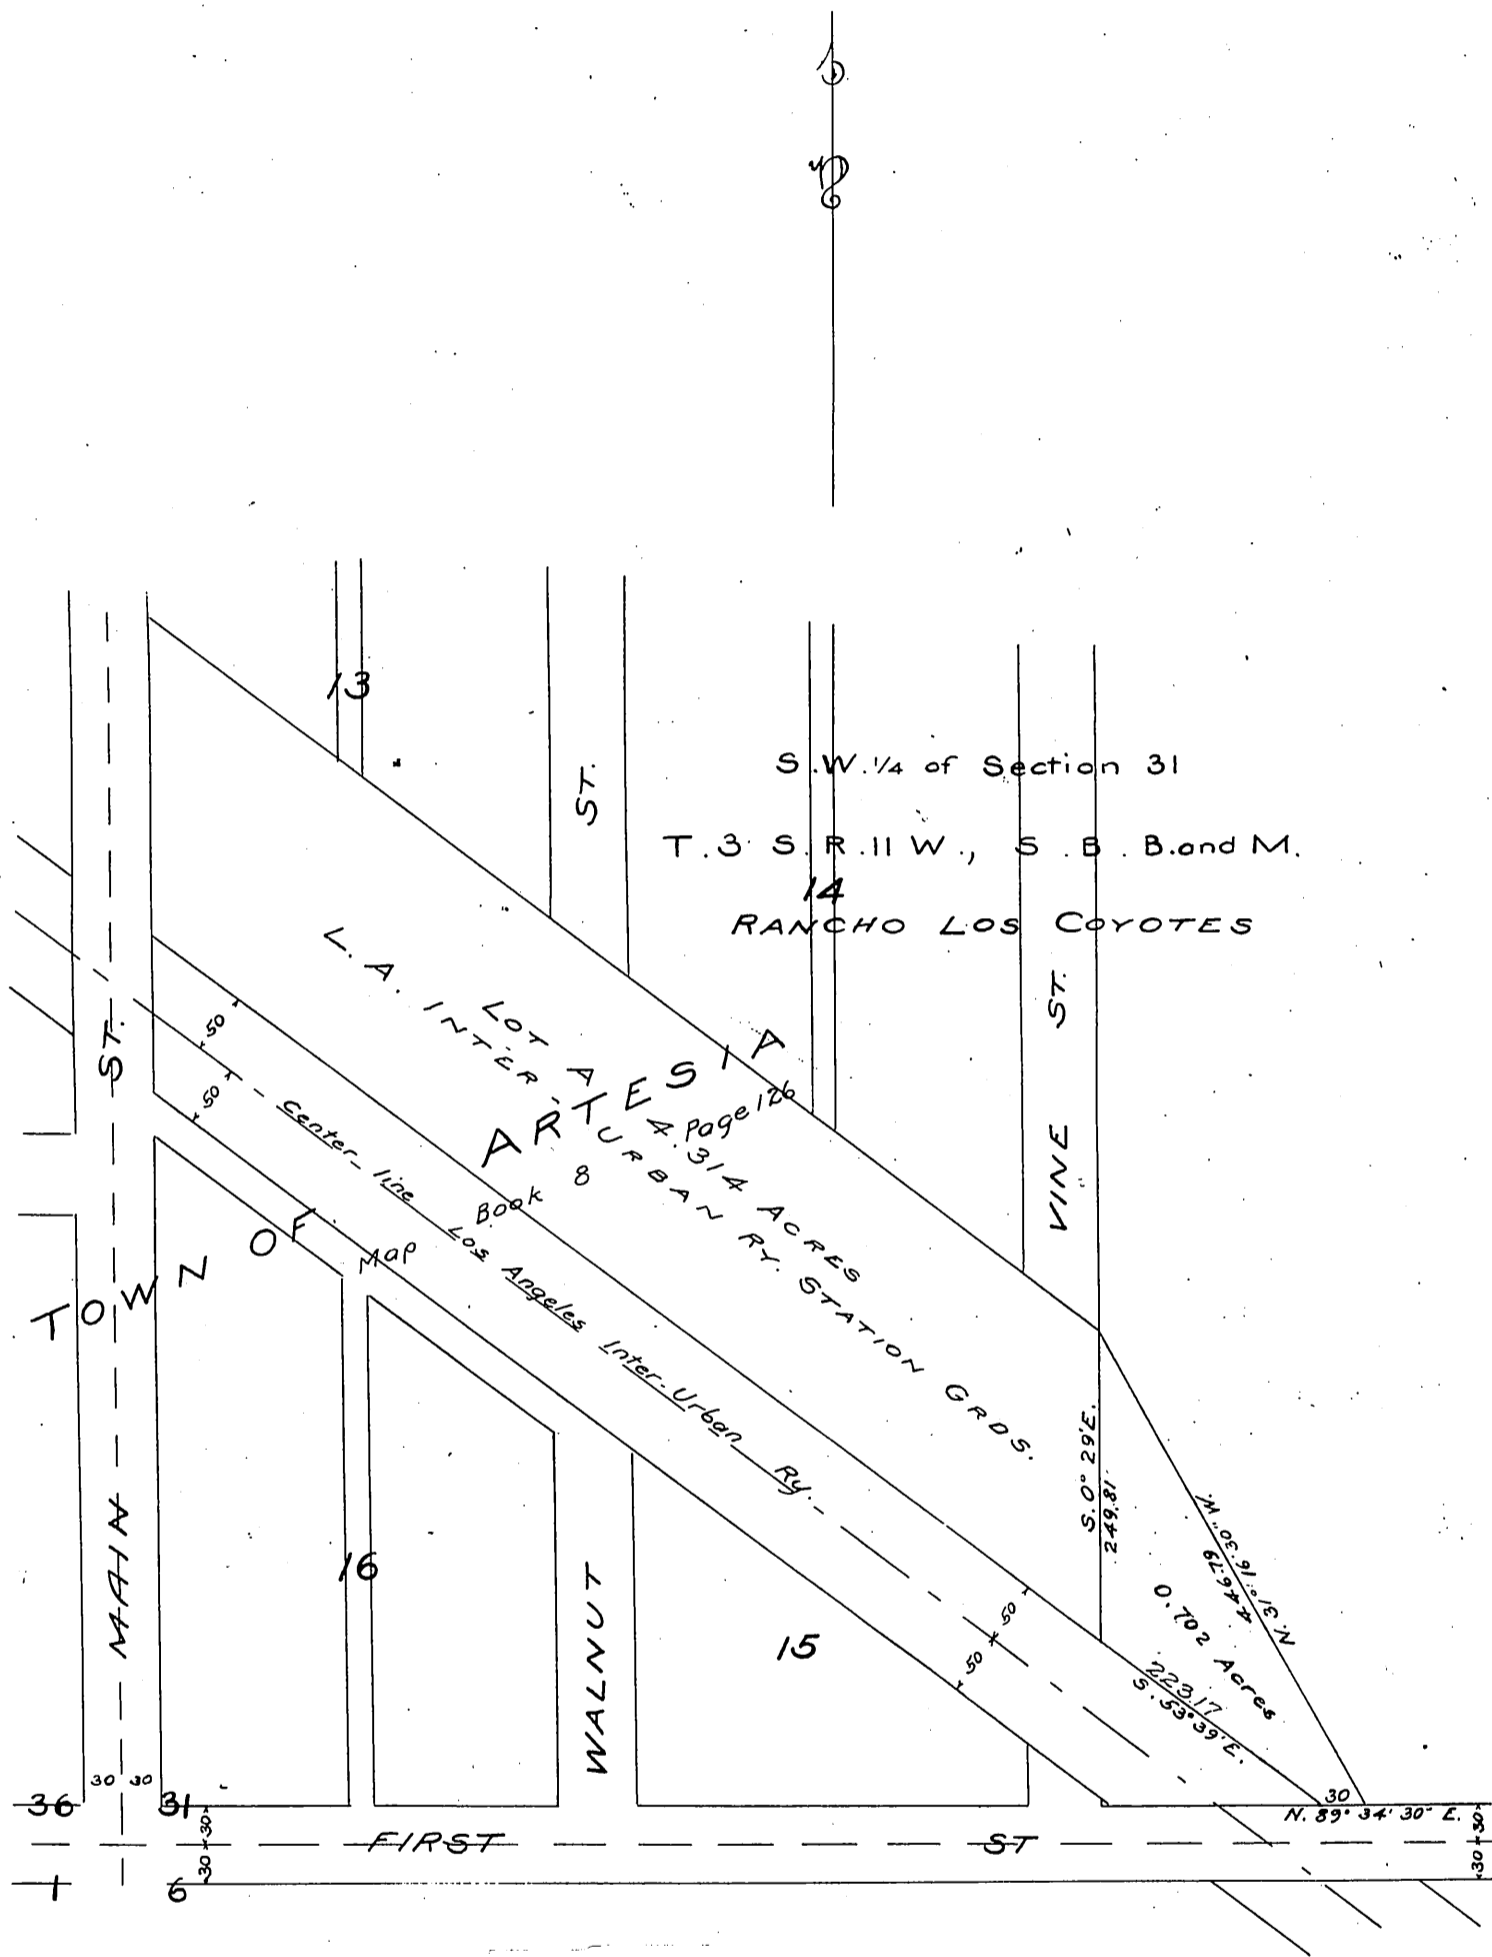 13
ST.
S.W.1/4 of Section 31
T.3 S. R.11 W., S.B.B.and M.
14
RANCHO LOS COYOTES
VINE ST.
MAIN ST.
TOWN OF ARTESIA
Map Book 8 Page 126
LOT A 4.314 ACRES
L.A. INTER-URBAN RY. STATION GRDS.
50
50
Center-line Los Angeles Inter-Urban Ry.
S. 0° 29' E.
249.81
N. 31° 16' 30" W.
446.79
0.702 Acres
50
50
223.17
S. 53° 39' E.
16
WALNUT
15
30 30
36 31
30
N. 89° 34' 30" E.
30 30
FIRST ST
30 30
1 6